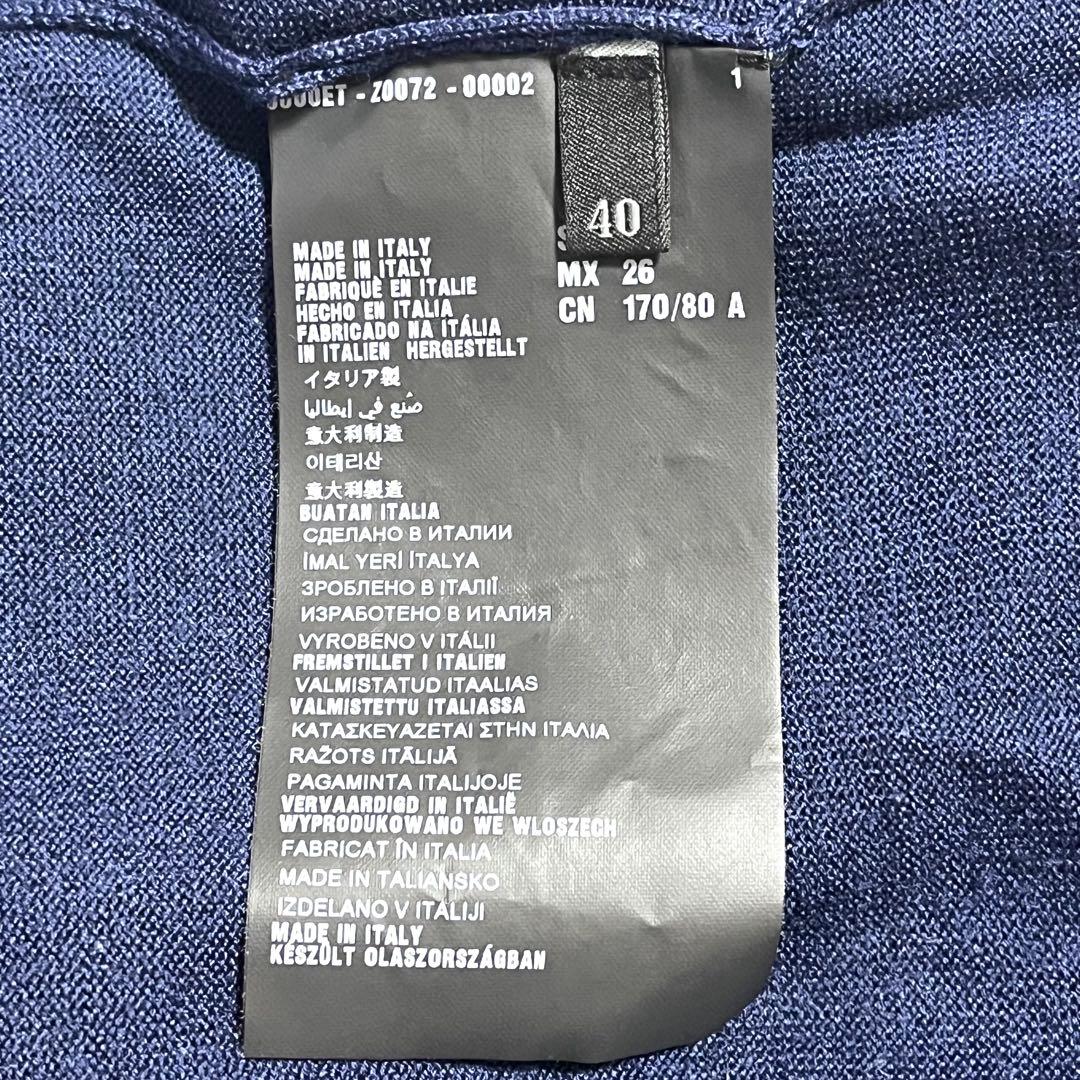 -Z0072-00002
1
40
MX 26
CN 170/80 A
MADE IN ITALY
MADE IN ITALY
FABRIQUÉ EN ITALIE
HECHO EN ITALIA
FABRICADO NA ITÁLIA
IN ITALIEN HERGESTELLT
イタリア製
صُنع في إيطاليا
意大利制造
이테리산
意大利製造
BUATAN ITALIA
СДЕЛАНО В ИТАЛИИ
İMAL YERİ İTALYA
ЗРОБЛЕНО В ІТАЛІЇ
ИЗРАБОТЕНО В ИТАЛИЯ
VYROBENO V ITÁLII
FREMSTILLET I ITALIEN
VALMISTATUD ITAALIAS
VALMISTETTU ITALIASSA
ΚΑΤΑΣΚΕΥΑΖΕΤΑΙ ΣΤΗΝ ΙΤΑΛΙΑ
RAŽOTS ITĀLIJĀ
PAGAMINTA ITALIJOJE
VERVAARDIGD IN ITALIË
WYPRODUKOWANO WE WLOSZECH
FABRICAT ÎN ITALIA
MADE IN TALIANSKO
IZDELANO V ITALIJI
MADE IN ITALY
KÉSZÜLT OLASZORSZÁGBAN